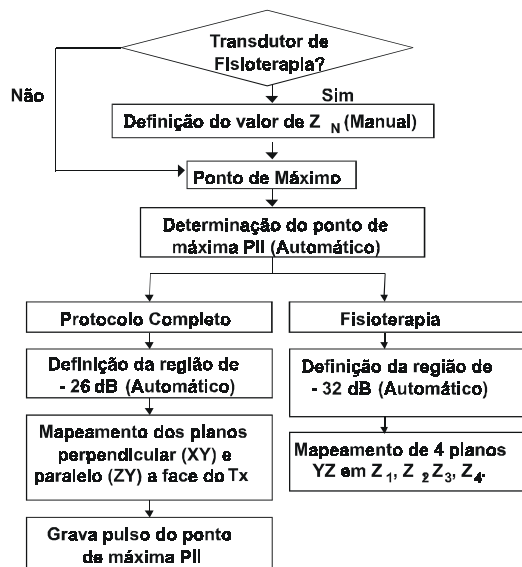 Transdutor de
Fisioterapia?
Não
Sim
Definição do valor de Z N (Manual)
Ponto de Máximo
Determinação do ponto de
máxima PII (Automático)
Protocolo Completo
Definição da região de
- 26 dB (Automático)
Mapeamento dos planos
perpendicular (XY) e
paralelo (ZY) a face do Tx
Grava pulso do ponto
de máxima PII
Fisioterapia
Definição da região de
- 32 dB (Automático)
Mapeamento de 4 planos
YZ em Z 1, Z 2 Z 3, Z 4.